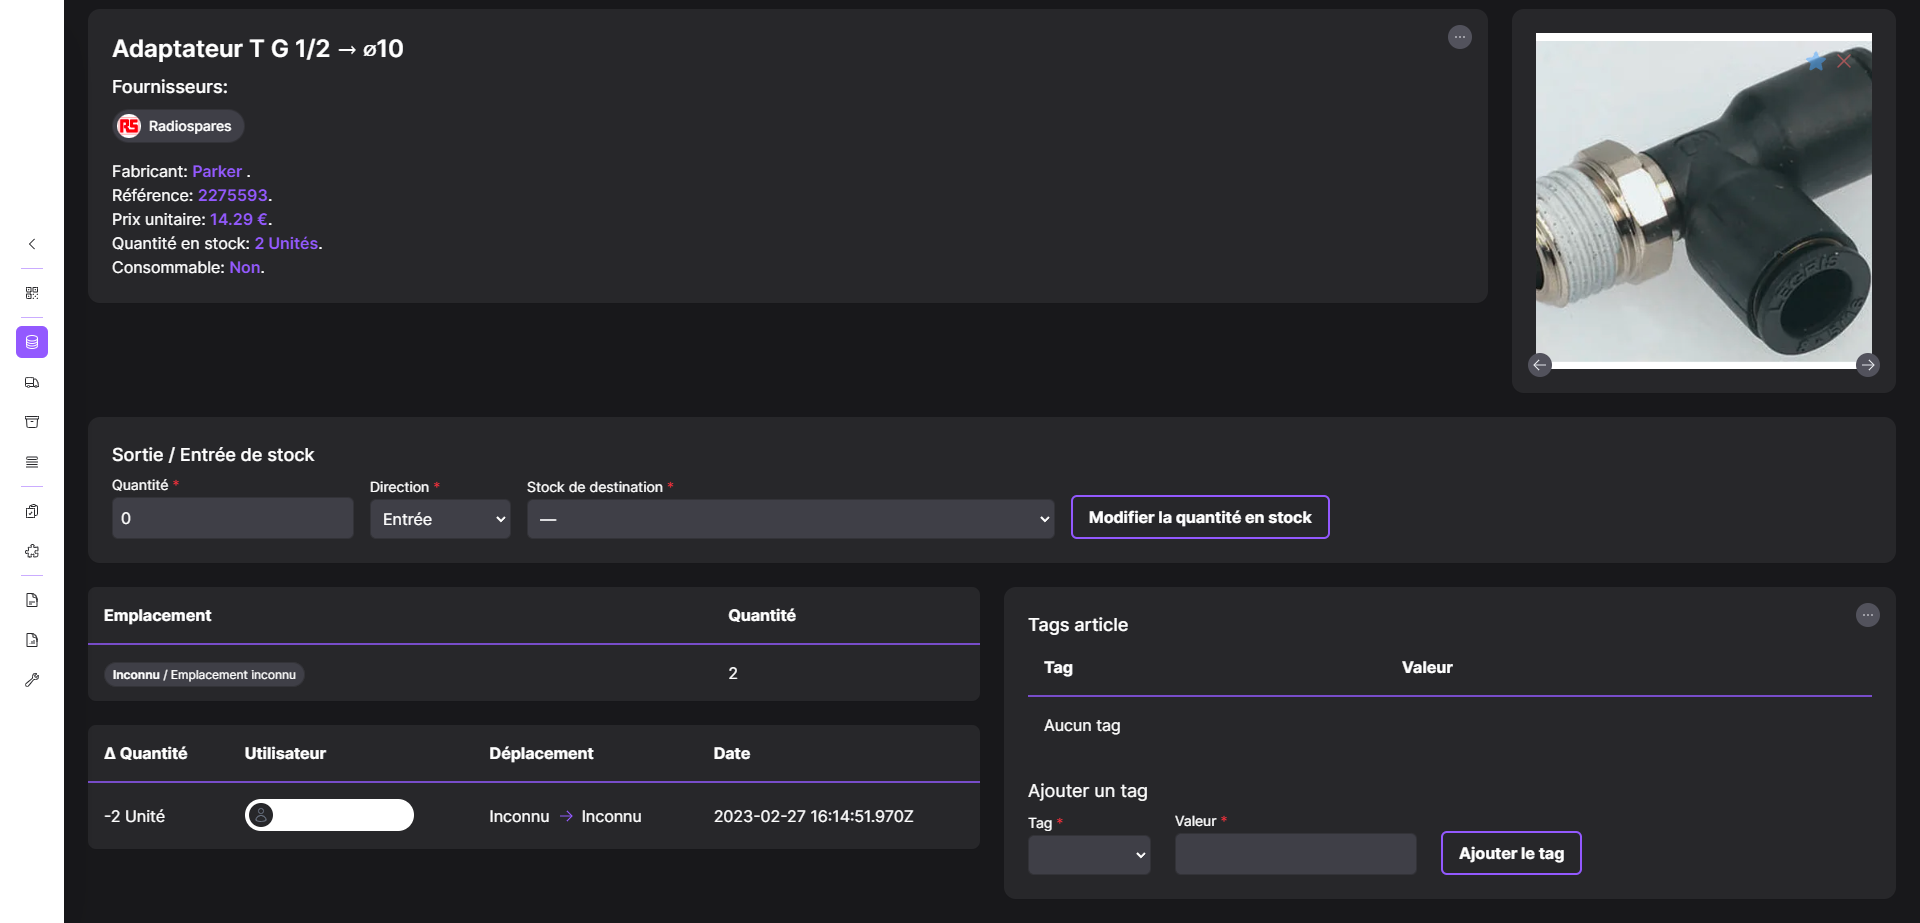 Adaptateur T G 1/2 → ø10
Fournisseurs:
RS Radiospares
Fabricant: Parker .
Référence: 2275593.
Prix unitaire: 14.29 €.
Quantité en stock: 2 Unités.
Consommable: Non.
LEGRIS
Sortie / Entrée de stock
Quantité *
Direction *
Stock de destination *
0
Entrée
—
Modifier la quantité en stock
Emplacement Quantité
Inconnu / Emplacement inconnu 2
Δ Quantité Utilisateur Déplacement Date
-2 Unité Inconnu → Inconnu 2023-02-27 16:14:51.970Z
Tags article
Tag Valeur
Aucun tag
Ajouter un tag
Tag *
Valeur *
Ajouter le tag